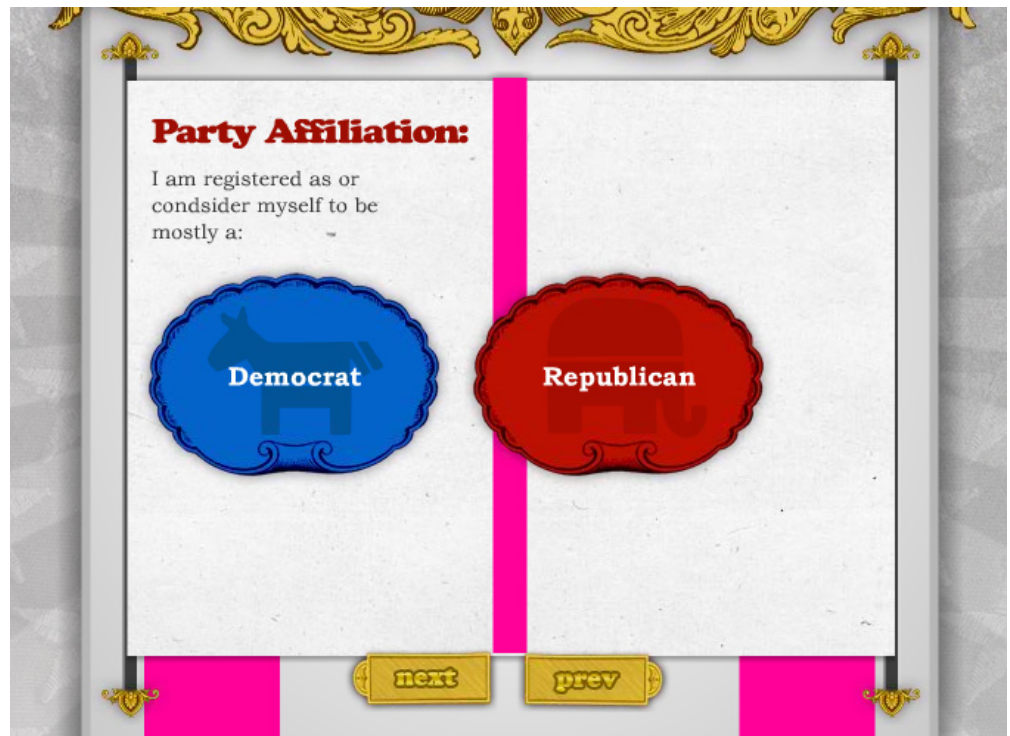 Party Affiliation:
I am registered as or
condsider myself to be
mostly a:
Democrat
Republican
next
prev